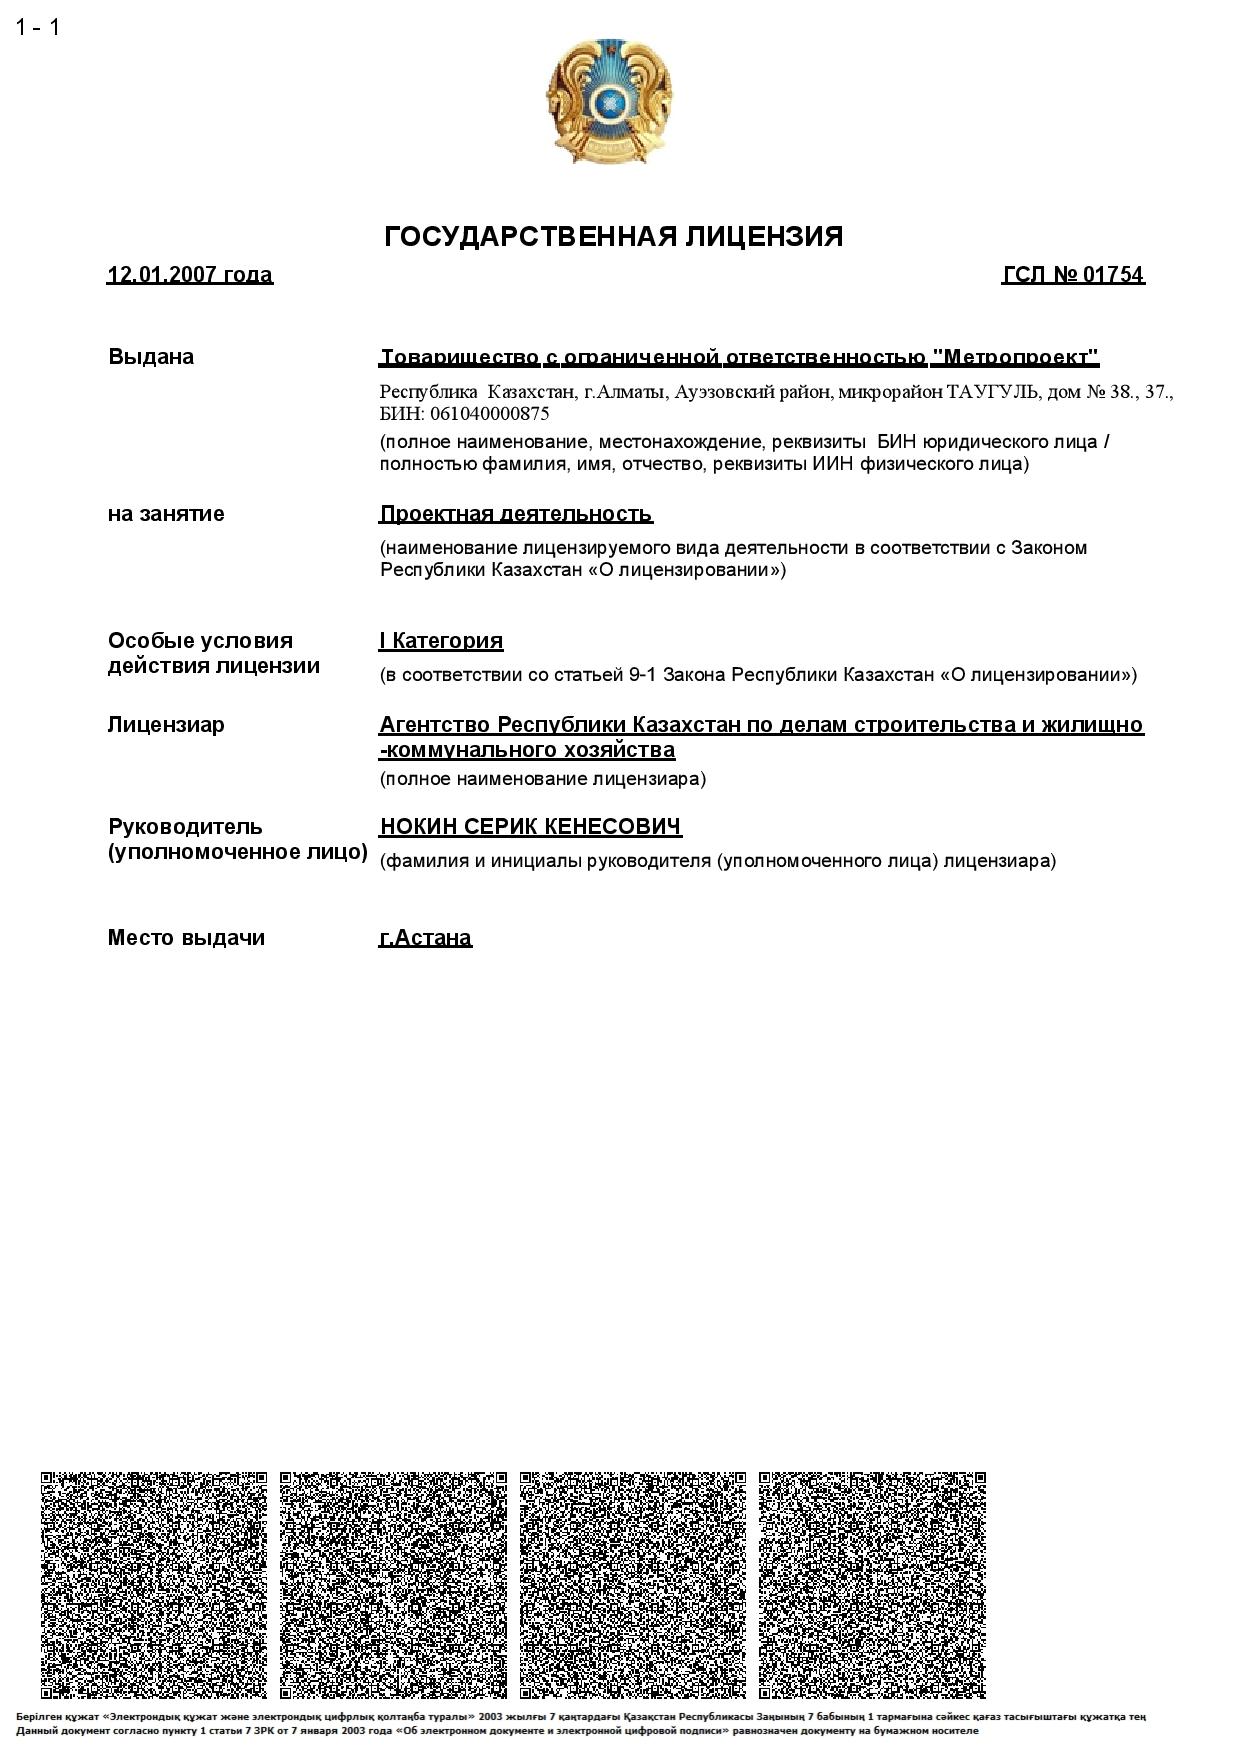 1 - 1
ГОСУДАРСТВЕННАЯ ЛИЦЕНЗИЯ
12.01.2007 года ГСЛ № 01754
Выдана Товарищество с ограниченной ответственностью "Метропроект"
Республика Казахстан, г.Алматы, Ауэзовский район, микрорайон ТАУГУЛЬ, дом № 38., 37.,
БИН: 061040000875
(полное наименование, местонахождение, реквизиты БИН юридического лица /
полностью фамилия, имя, отчество, реквизиты ИИН физического лица)
на занятие Проектная деятельность
(наименование лицензируемого вида деятельности в соответствии с Законом
Республики Казахстан «О лицензировании»)
Особые условия I Категория
действия лицензии
(в соответствии со статьей 9-1 Закона Республики Казахстан «О лицензировании»)
Лицензиар Агентство Республики Казахстан по делам строительства и жилищно
-коммунального хозяйства
(полное наименование лицензиара)
Руководитель НОКИН СЕРИК КЕНЕСОВИЧ
(уполномоченное лицо) (фамилия и инициалы руководителя (уполномоченного лица) лицензиара)
Место выдачи г.Астана
Берілген құжат «Электрондық құжат және электрондық цифрлық қолтаңба туралы» 2003 жылғы 7 қаңтардағы Қазақстан Республикасы Заңының 7 бабының 1 тармағына сәйкес қағаз тасығыштағы құжатқа тең
Данный документ согласно пункту 1 статьи 7 ЗРК от 7 января 2003 года «Об электронном документе и электронной цифровой подписи» равнозначен документу на бумажном носителе